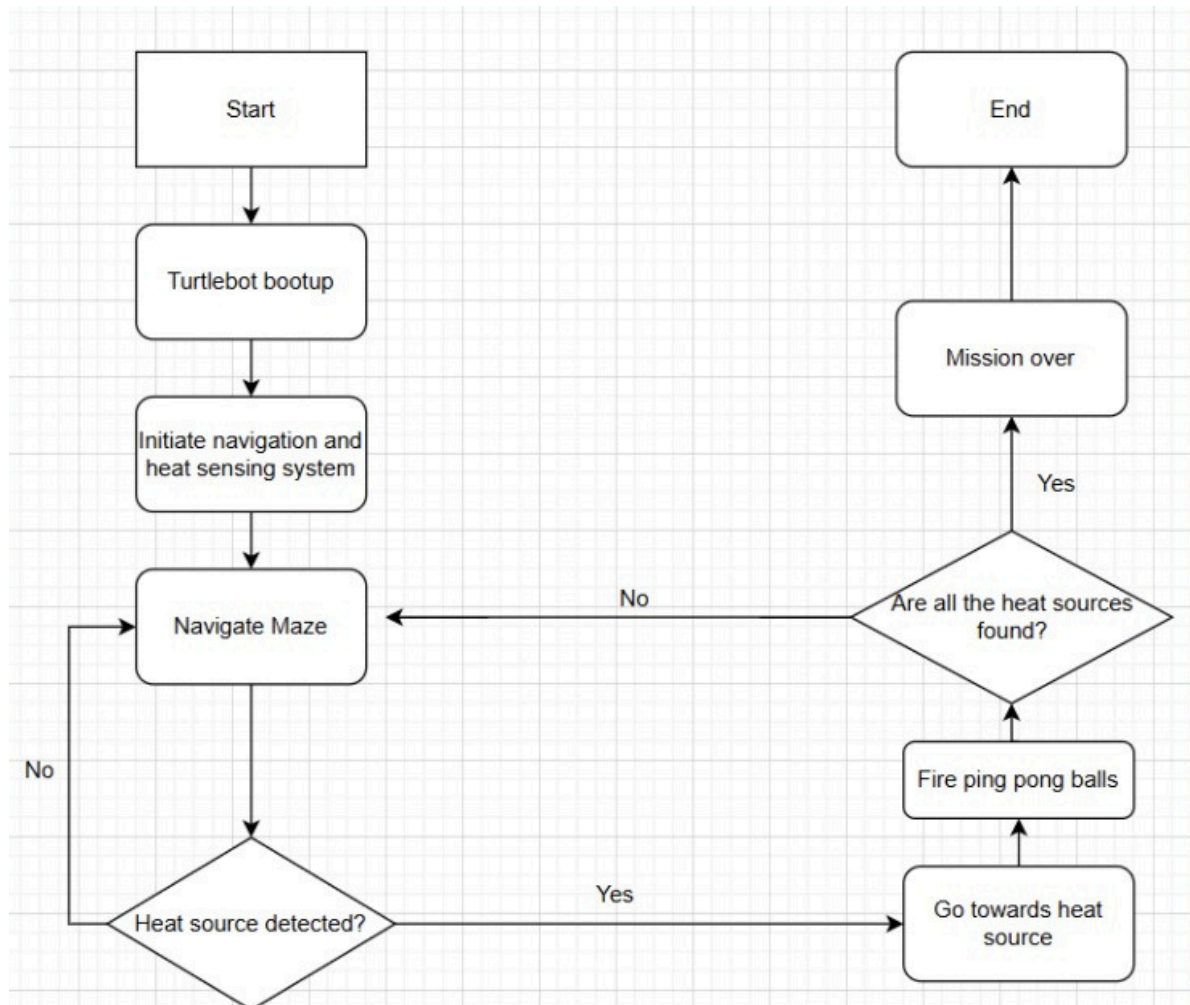 Start
Turtlebot bootup
Initiate navigation and
heat sensing system
Navigate Maze
No
Heat source detected?
Yes
Go towards heat
source
Fire ping pong balls
Are all the heat sources
found?
No
Yes
Mission over
End